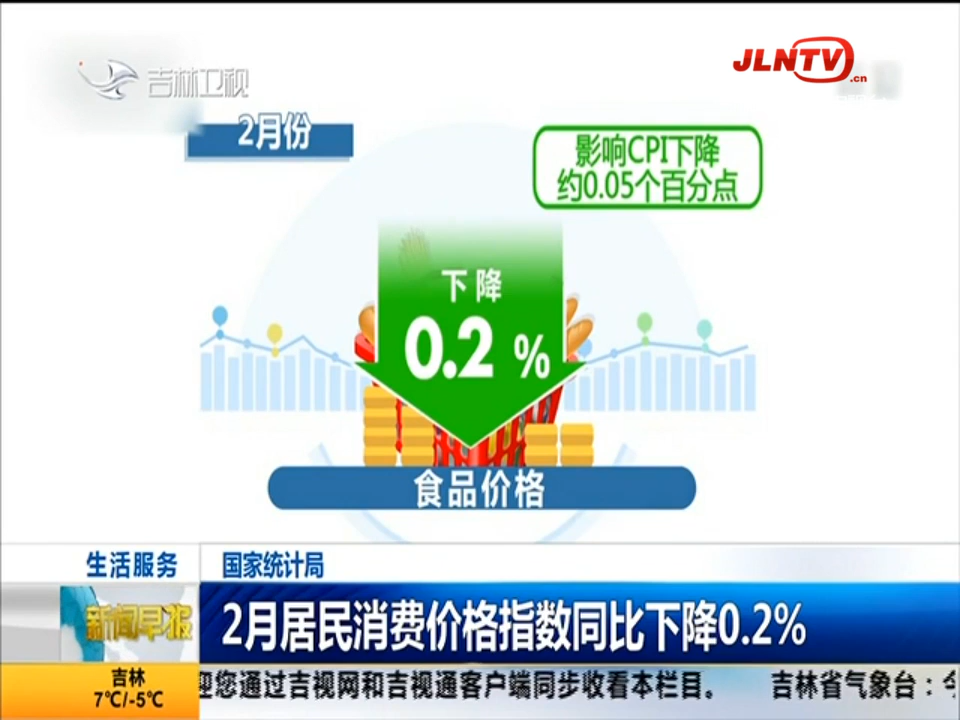 吉林卫视
JLNTV.cn
2月份
影响CPI下降
约0.05个百分点
下降
0.2%
食品价格
生活服务
国家统计局
新闻早报
2月居民消费价格指数同比下降0.2%
吉林
7℃/-5℃
迎您通过吉视网和吉视通客户端同步收看本栏目。 吉林省气象台：今